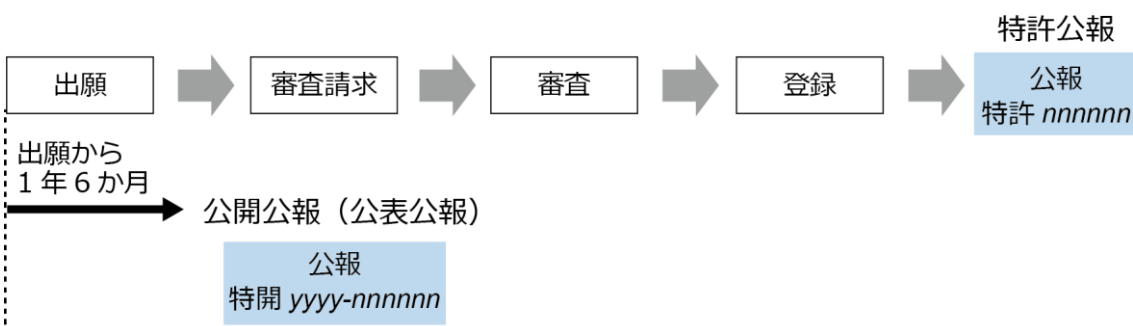 特許公報
出願
審査請求
審査
登録
公報
特許 nnnnnn
出願から
1年6か月
公開公報（公表公報）
公報
特開 yyyy-nnnnnn